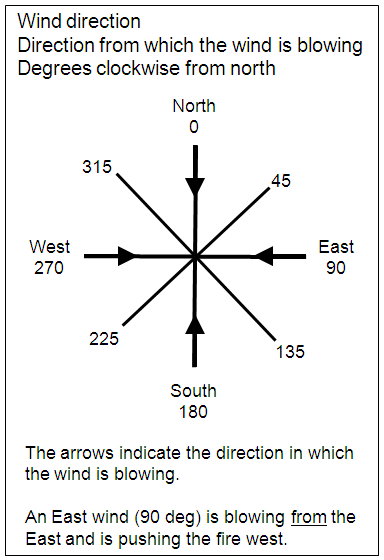 Wind direction
Direction from which the wind is blowing
Degrees clockwise from north
North
0
315
45
West
270
East
90
225
135
South
180
The arrows indicate the direction in which
the wind is blowing.
An East wind (90 deg) is blowing from the
East and is pushing the fire west.